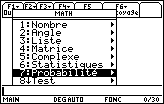 F1▾ F2▾ F3▾ F4▾ F5 F6▾
MATH
1:Nombre ▶
2:Angle ▶
3:Liste ▶
4:Matrice ▶
5:Complexe ▶
6:Statistiques ▶
7:Probabilité ▶
8↓Test ▶
MAIN DEGAUTO FONC 0/30